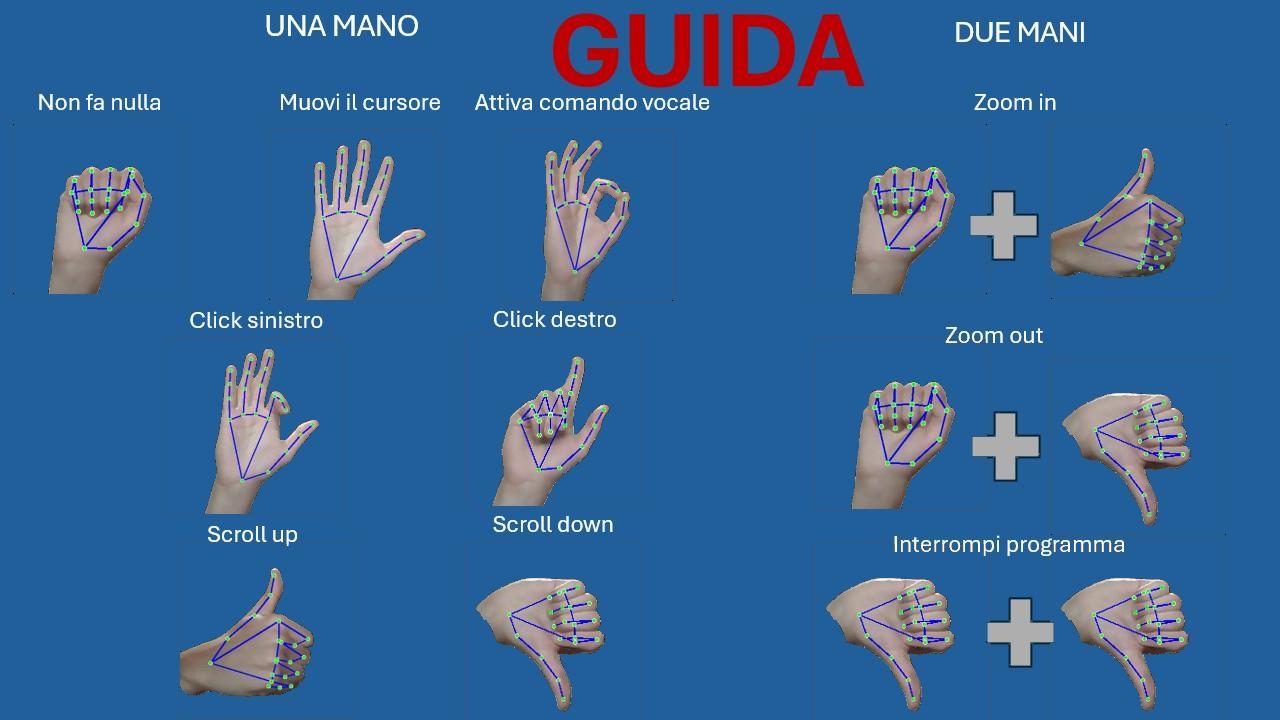 UNA MANO
GUIDA
DUE MANI
Non fa nulla
Muovi il cursore
Attiva comando vocale
Zoom in
Click sinistro
Click destro
Zoom out
Scroll up
Scroll down
Interrompi programma